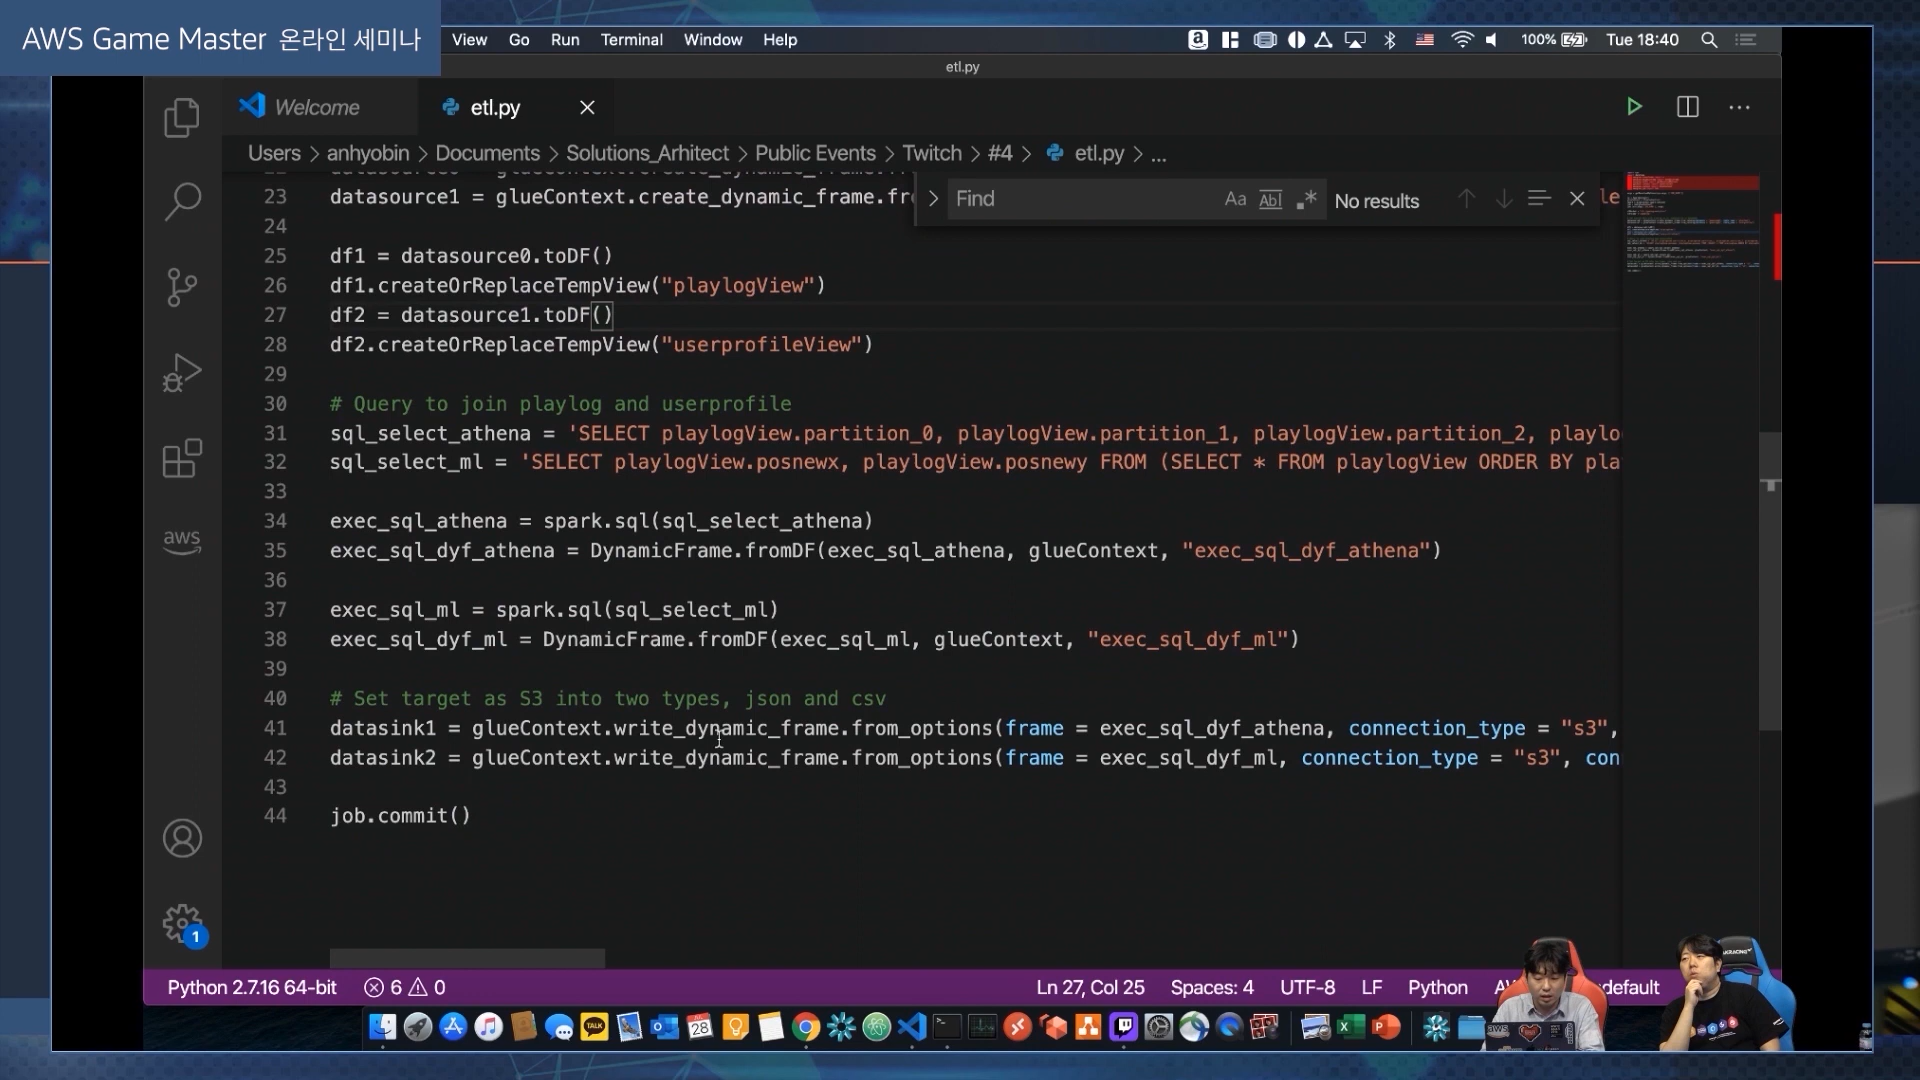 AWS Game Master 온라인 세미나
View Go Run Terminal Window Help
100% Tue 18:40
etl.py
Welcome
etl.py
Users > anhyobin > Documents > Solutions_Arhitect > Public Events > Twitch > #4 > etl.py > ...
Find
Aa Abl .* No results
23 datasource1 = glueContext.create_dynamic_frame.fr
24
25 df1 = datasource0.toDF()
26 df1.createOrReplaceTempView("playlogView")
27 df2 = datasource1.toDF()
28 df2.createOrReplaceTempView("userprofileView")
29
30 # Query to join playlog and userprofile
31 sql_select_athena = 'SELECT playlogView.partition_0, playlogView.partition_1, playlogView.partition_2, playlo
32 sql_select_ml = 'SELECT playlogView.posnewx, playlogView.posnewy FROM (SELECT * FROM playlogView ORDER BY pla
33
34 exec_sql_athena = spark.sql(sql_select_athena)
35 exec_sql_dyf_athena = DynamicFrame.fromDF(exec_sql_athena, glueContext, "exec_sql_dyf_athena")
36
37 exec_sql_ml = spark.sql(sql_select_ml)
38 exec_sql_dyf_ml = DynamicFrame.fromDF(exec_sql_ml, glueContext, "exec_sql_dyf_ml")
39
40 # Set target as S3 into two types, json and csv
41 datasink1 = glueContext.write_dynamic_frame.from_options(frame = exec_sql_dyf_athena, connection_type = "s3",
42 datasink2 = glueContext.write_dynamic_frame.from_options(frame = exec_sql_dyf_ml, connection_type = "s3", con
43
44 job.commit()
aws
1
Python 2.7.16 64-bit 6 0
Ln 27, Col 25 Spaces: 4 UTF-8 LF Python default
TALK
28
aws